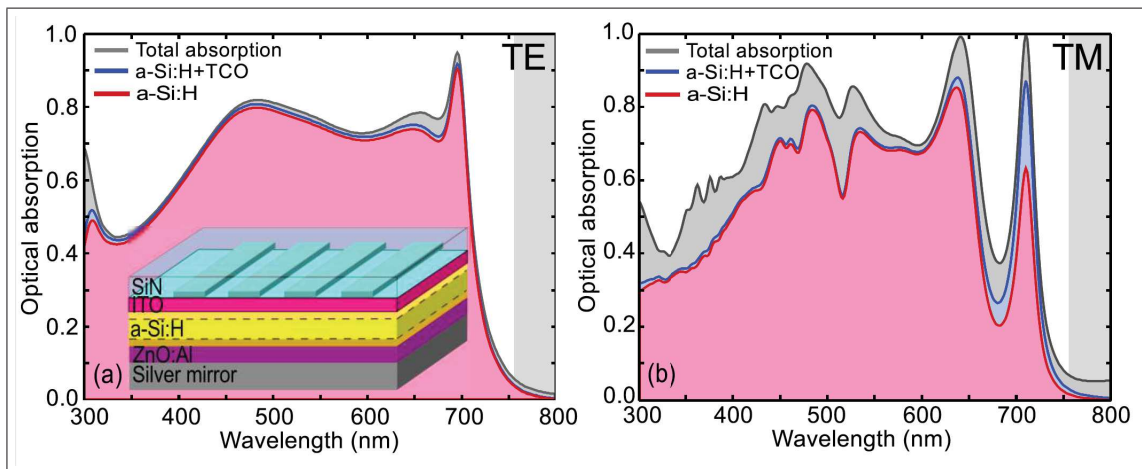 1.0
0.8
0.6
0.4
0.2
0.0
Optical absorption
Total absorption
a-Si:H+TCO
a-Si:H
TE
SiN
ITO
a-Si:H
ZnO:Al
Silver mirror
(a)
300 400 500 600 700 800
Wavelength (nm)
1.0
0.8
0.6
0.4
0.2
0.0
Optical absorption
Total absorption
a-Si:H+TCO
a-Si:H
TM
(b)
300 400 500 600 700 800
Wavelength (nm)